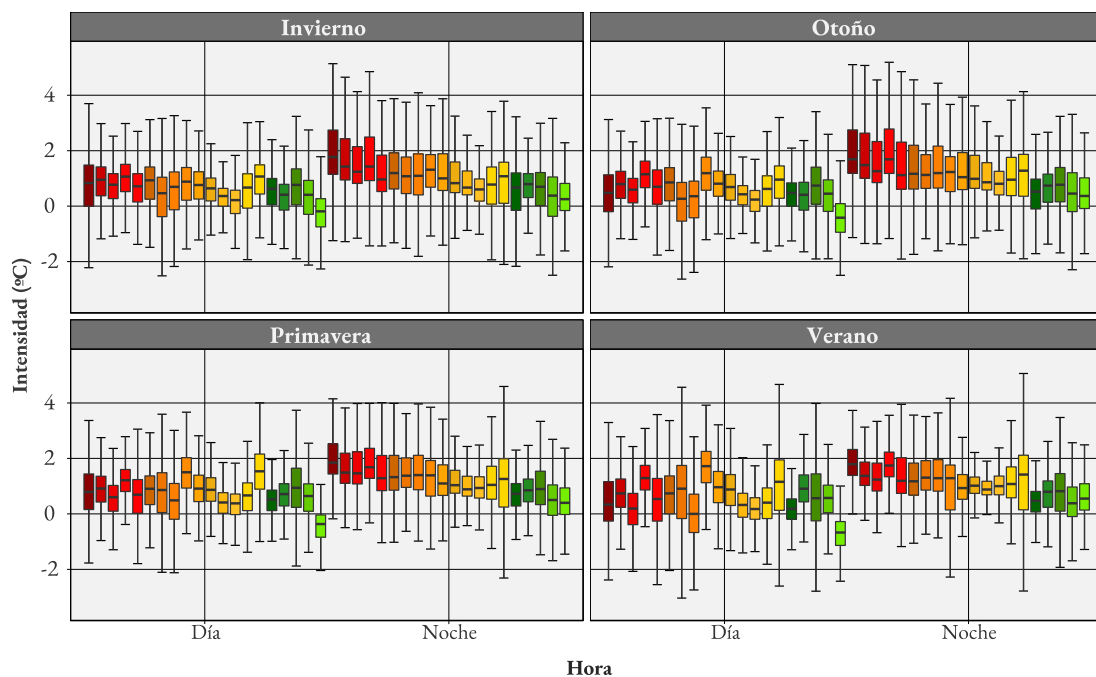 Invierno
Otoño
4
2
0
-2
Intensidad (ºC)
Primavera
Verano
4
2
0
-2
Día
Noche
Día
Noche
Hora